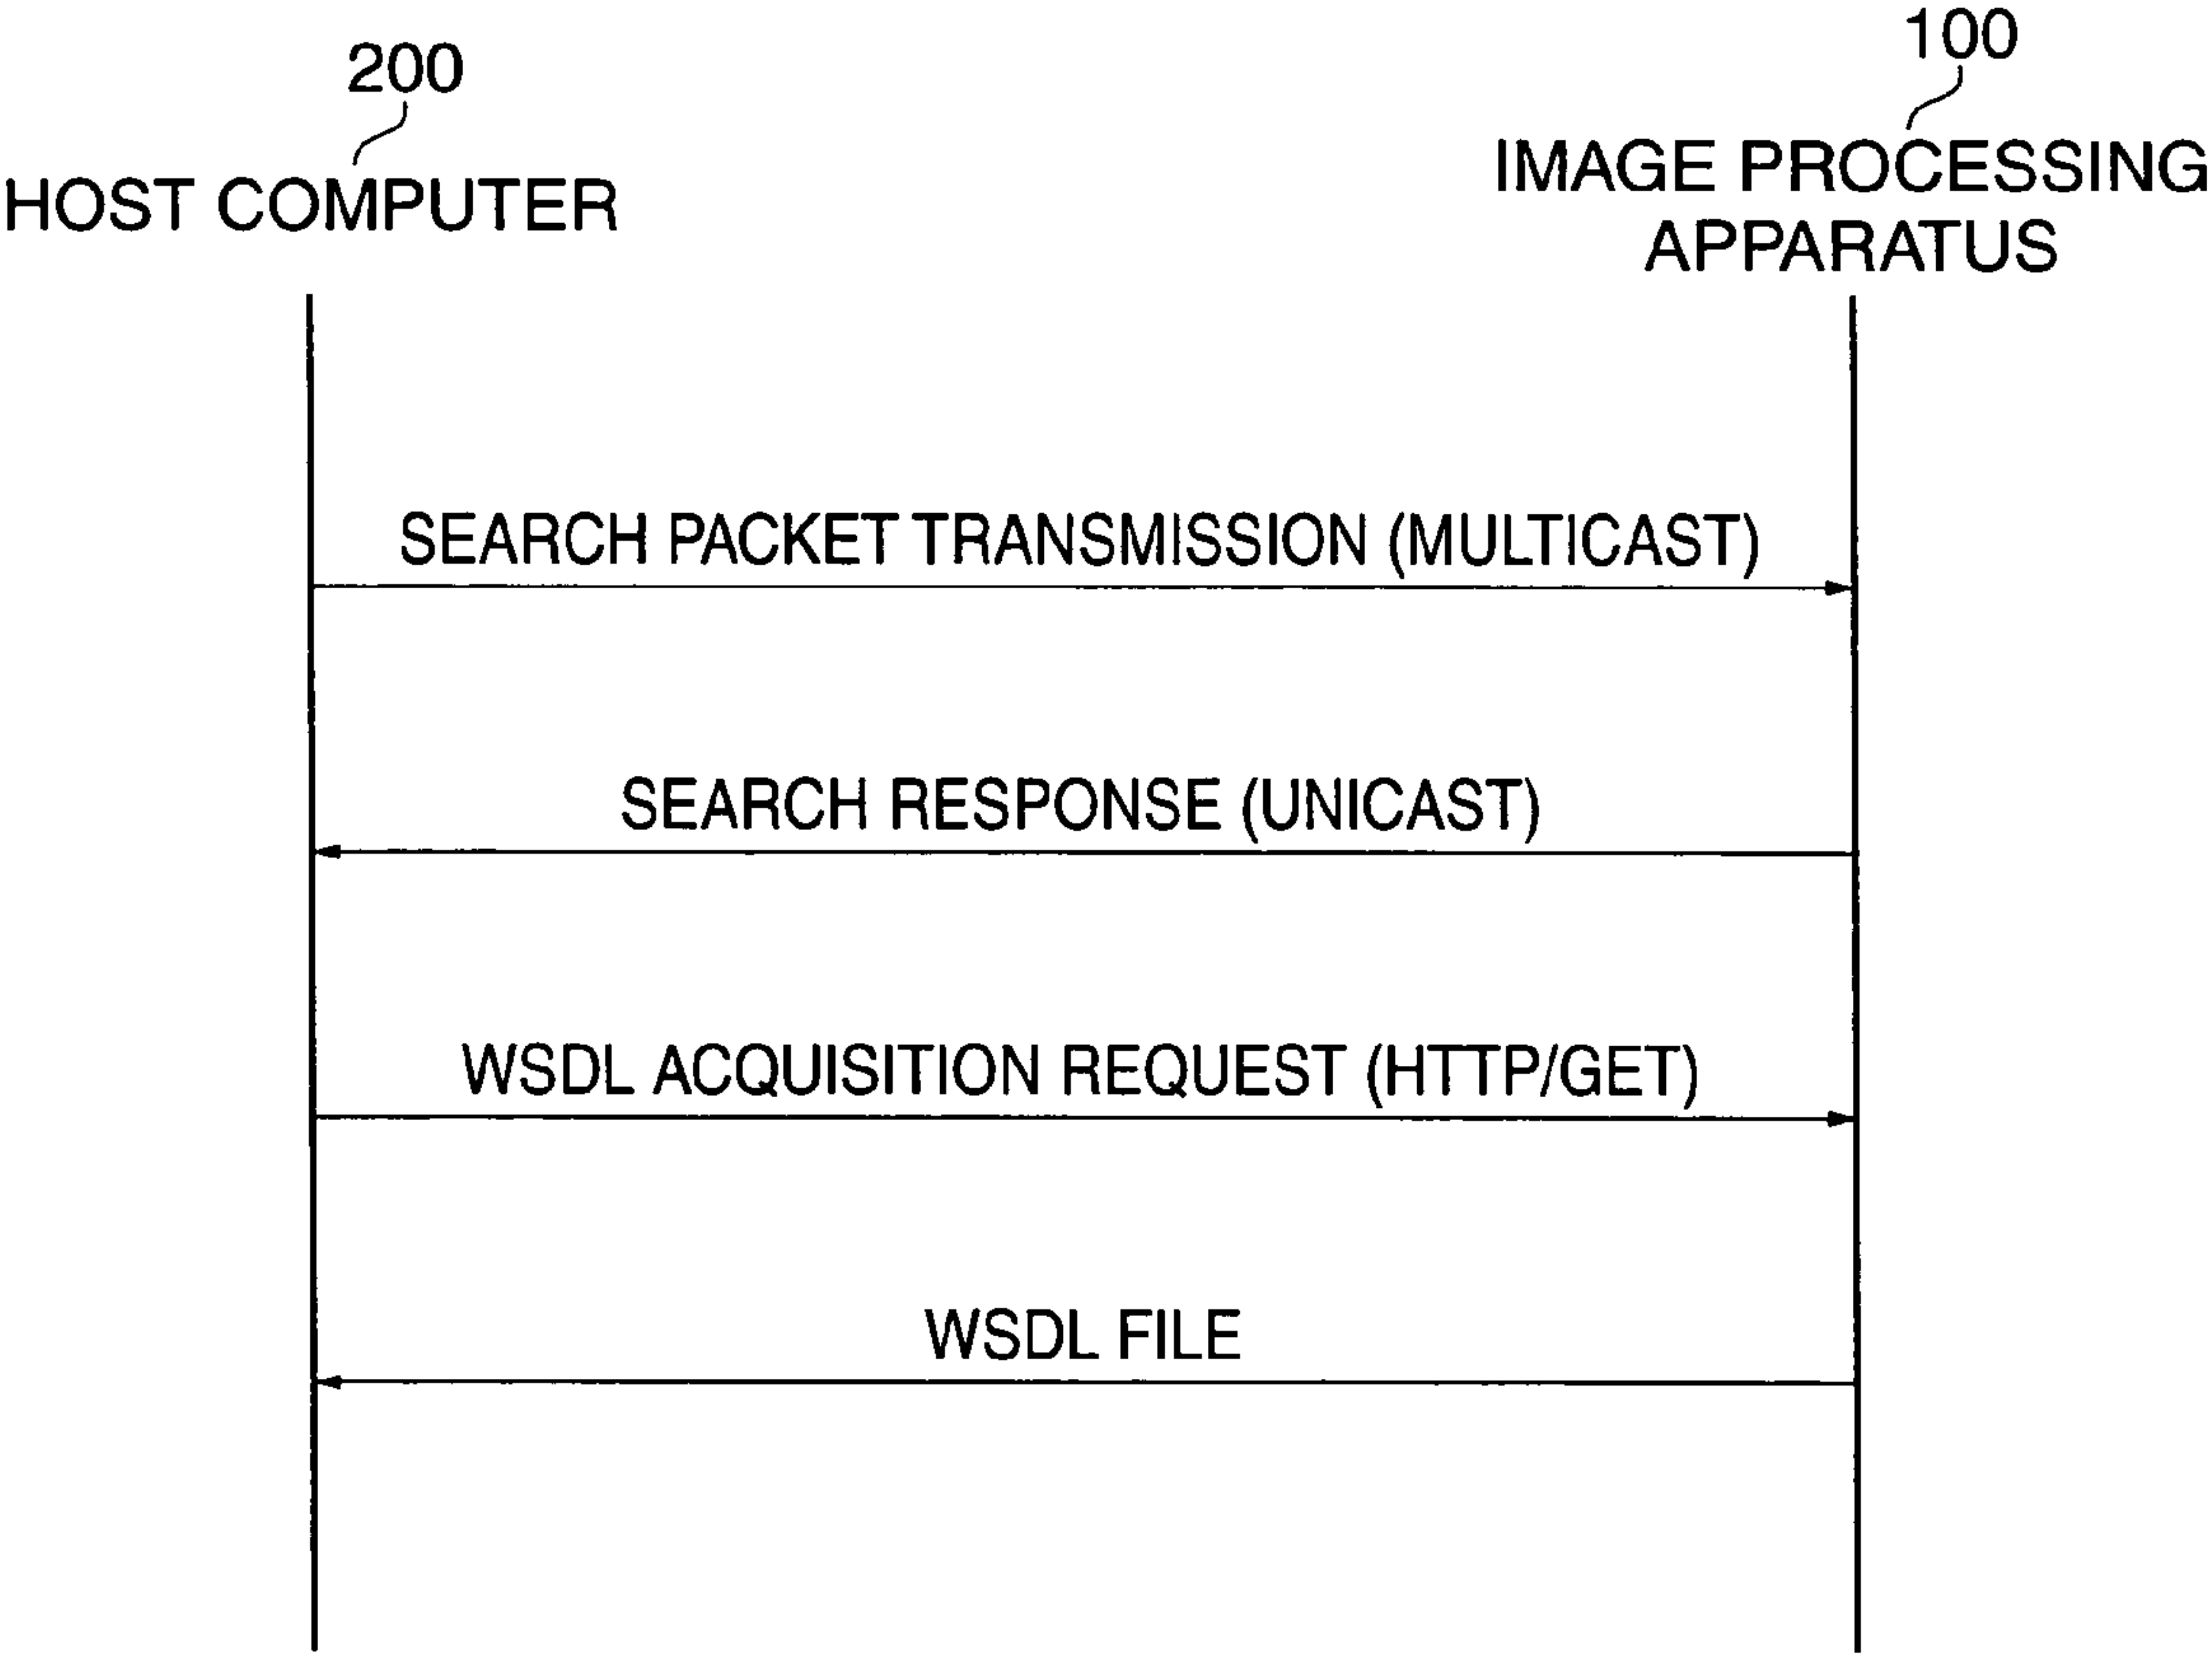 200
HOST COMPUTER
100
IMAGE PROCESSING
APPARATUS
SEARCH PACKET TRANSMISSION (MULTICAST)
SEARCH RESPONSE (UNICAST)
WSDL ACQUISITION REQUEST (HTTP/GET)
WSDL FILE